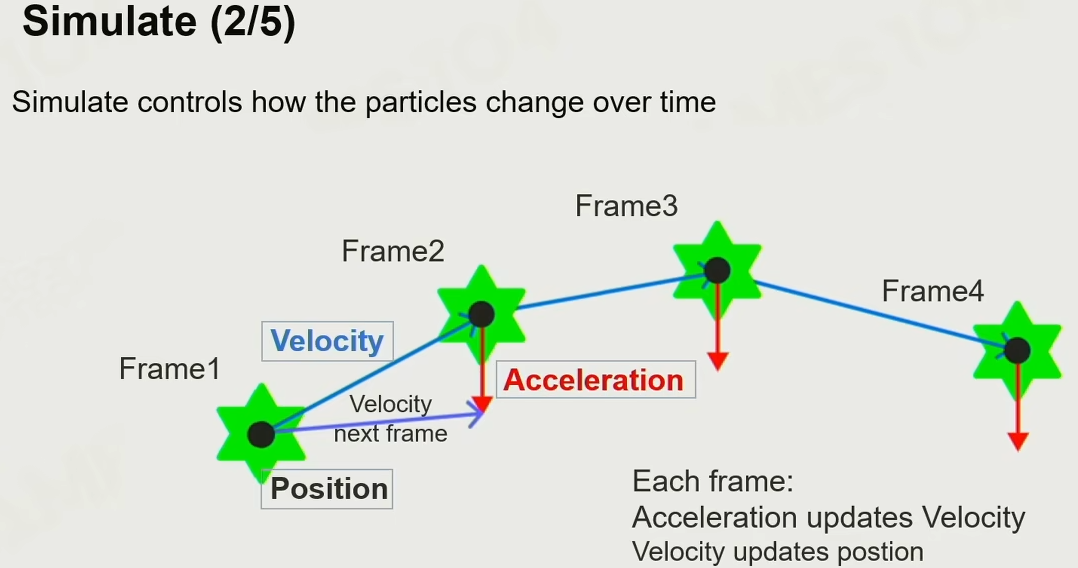 Simulate (2/5)
Simulate controls how the particles change over time
Frame3
Frame2
Frame4
Velocity
Frame1
Acceleration
Velocity
next frame
Position
Each frame:
Acceleration updates Velocity
Velocity updates postion